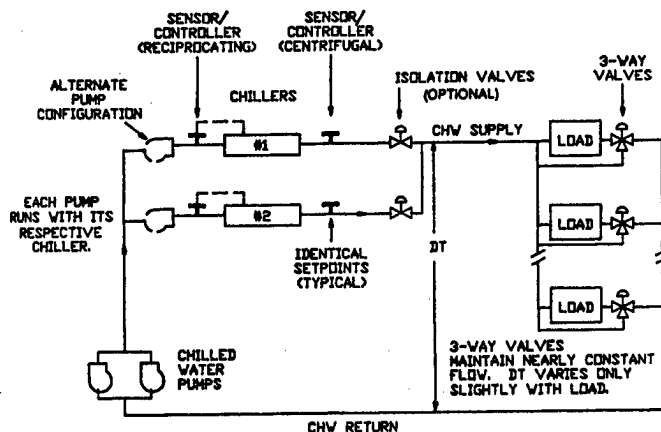 SENSOR/
CONTROLLER
(RECIPROCATING)
SENSOR/
CONTROLLER
(CENTRIFUGAL)
3-WAY
VALVES
ALTERNATE
PUMP
CONFIGURATION
CHILLERS
ISOLATION VALVES
(OPTIONAL)
#1
CHW SUPPLY
LOAD
EACH PUMP
RUNS WITH ITS
RESPECTIVE
CHILLER.
#2
IDENTICAL
SETPOINTS
(TYPICAL)
DT
LOAD
LOAD
CHILLED
WATER
PUMPS
3-WAY VALVES
MAINTAIN NEARLY CONSTANT
FLOW. DT VARIES ONLY
SLIGHTLY WITH LOAD.
CHW RETURN